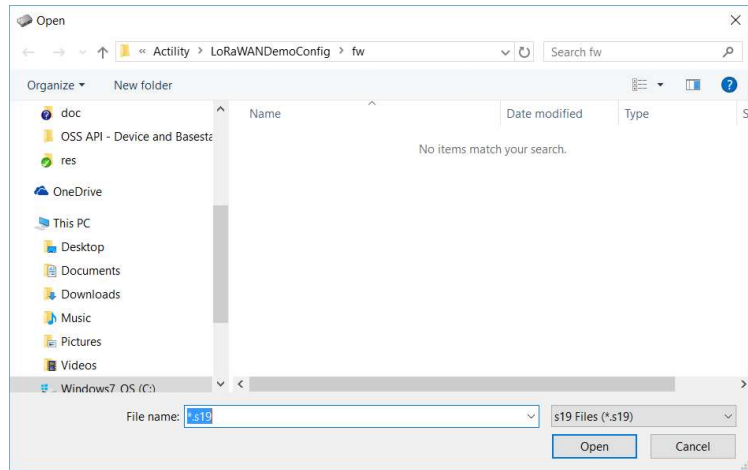 Open
« Actility > LoRaWANDemoConfig > fw
Search fw
Organize
New folder
Name
Date modified
Type
S
doc
OSS API - Device and Basesta
res
No items match your search.
OneDrive
This PC
Desktop
Documents
Downloads
Music
Pictures
Videos
Windows7_OS (C:)
File name:
*.s19
s19 Files (*.s19)
Open
Cancel